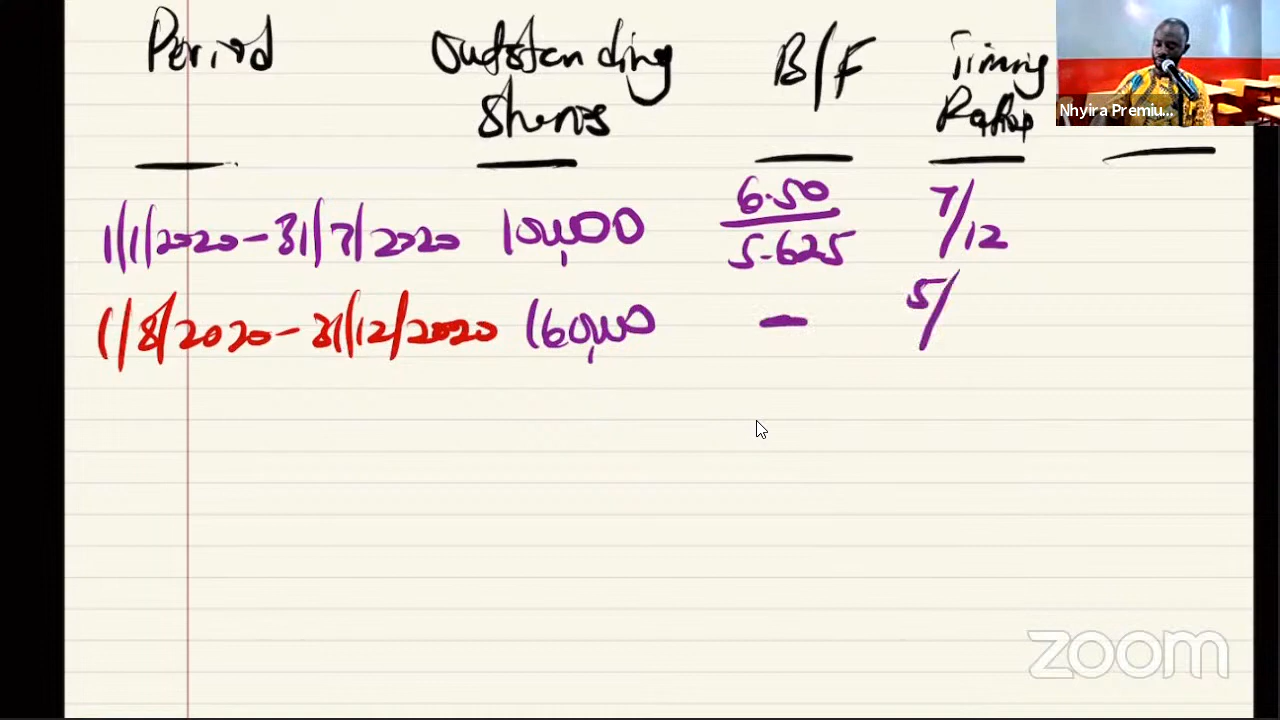 Period Outstanding Shares B/F Timing Ratio
Nhyira Premiu...
1/1/2020 - 31/7/2020 10,000 6.50/5.625 7/12
1/8/2020 - 31/12/2020 160,000 - 5/
zoom